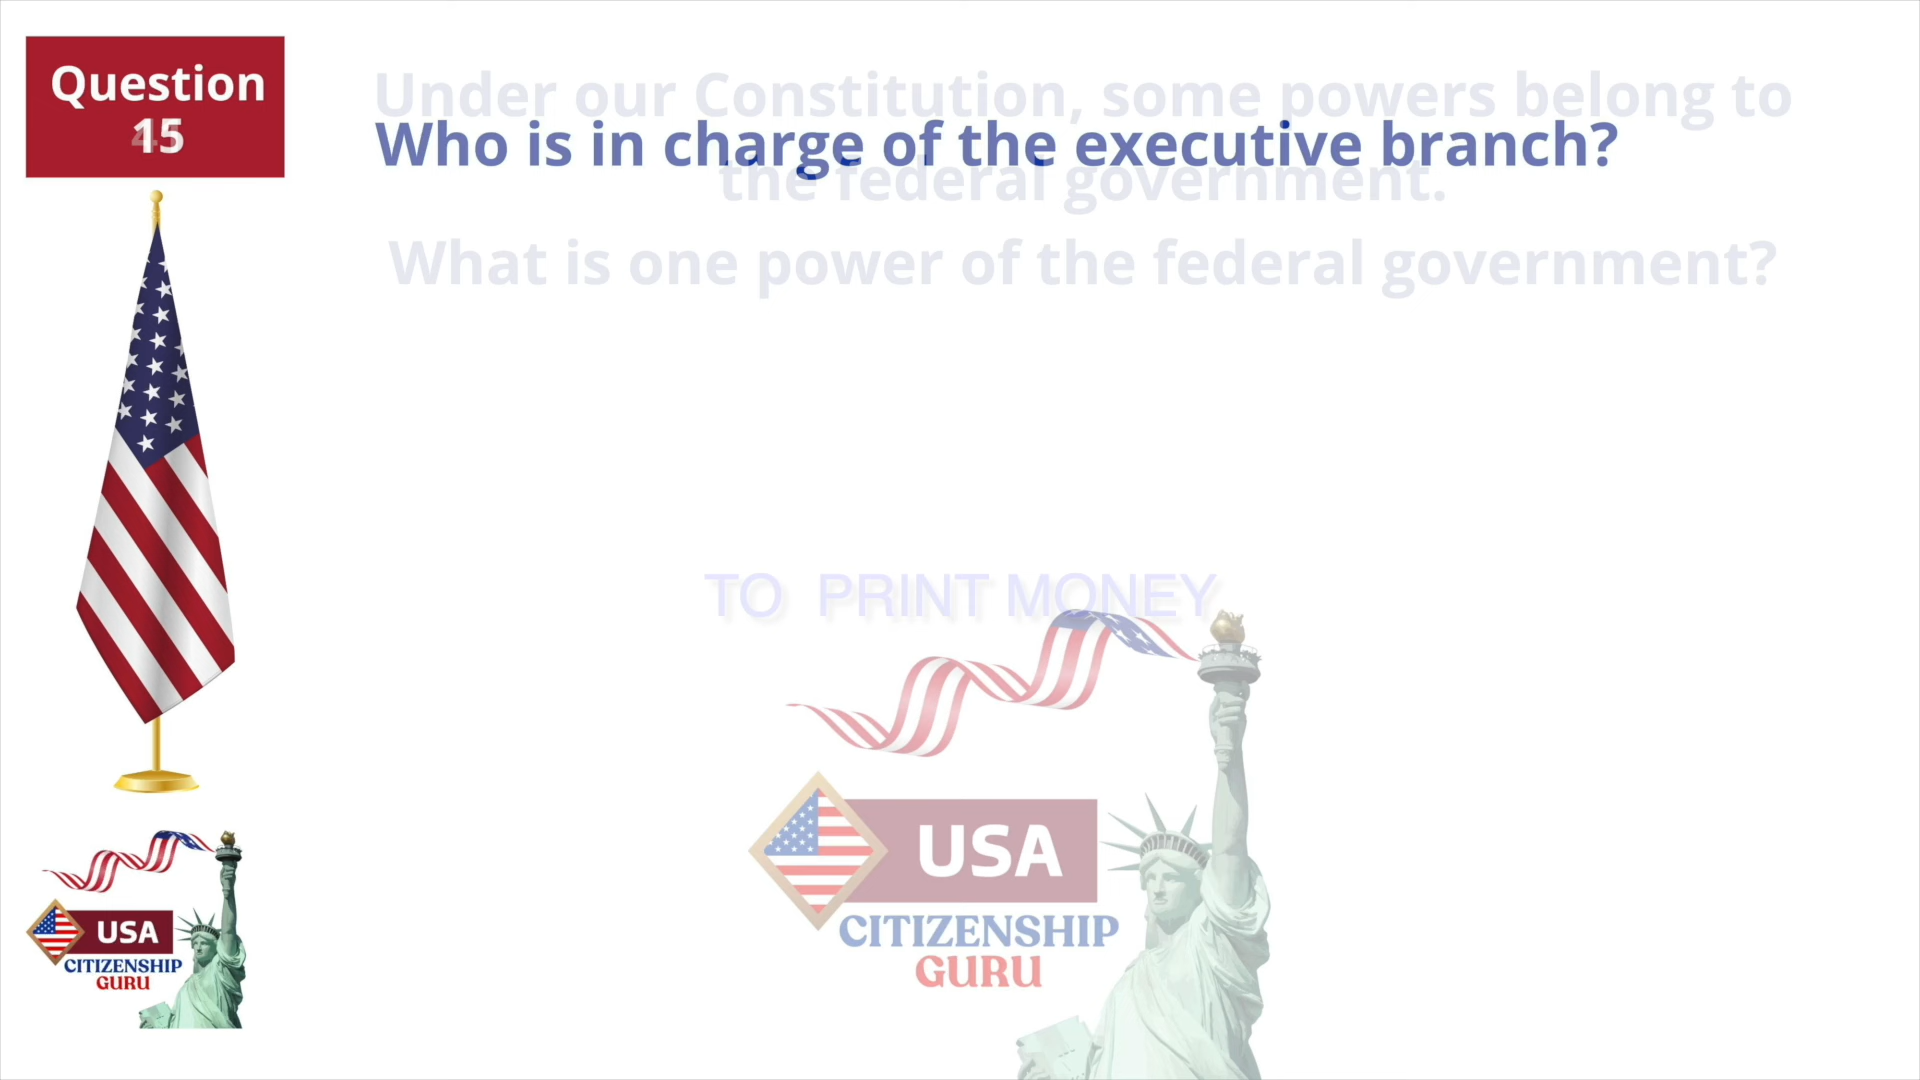 Question
15
Under our Constitution, some powers belong to
Who is in charge of the executive branch?
the federal government.
What is one power of the federal government?
TO PRINT MONEY
USA
CITIZENSHIP
GURU
USA
CITIZENSHIP
GURU